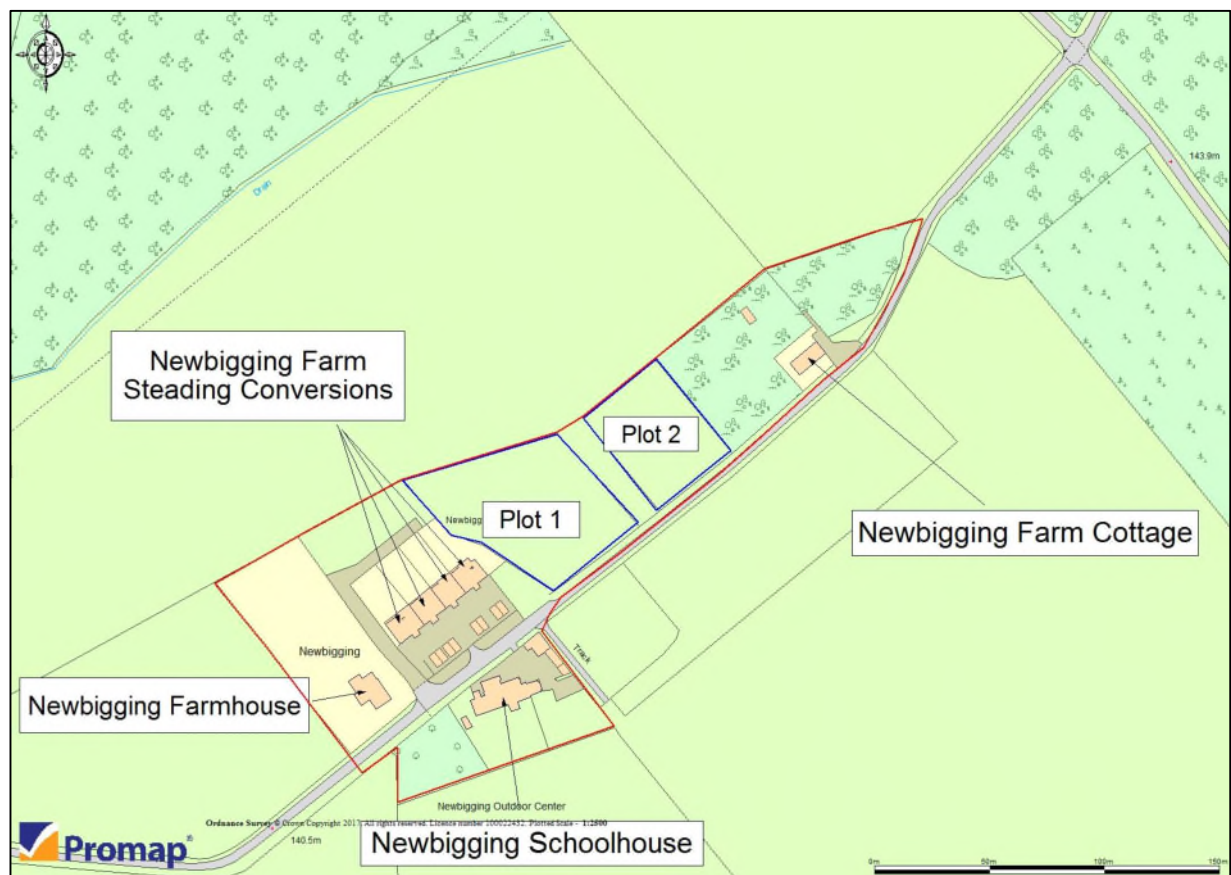 Drain
143.9m
Newbigging Farm
Steading Conversions
Plot 2
Newbigg
Plot 1
Newbigging Farm Cottage
Track
Newbigging
Newbigging Farmhouse
Newbigging Outdoor Center
Ordnance Survey © Crown Copyright 2017. All rights reserved. Licence number 100022432. Plotted Scale - 1:2500
140.5m
Newbigging Schoolhouse
Promap®
0m 50m 100m 150m